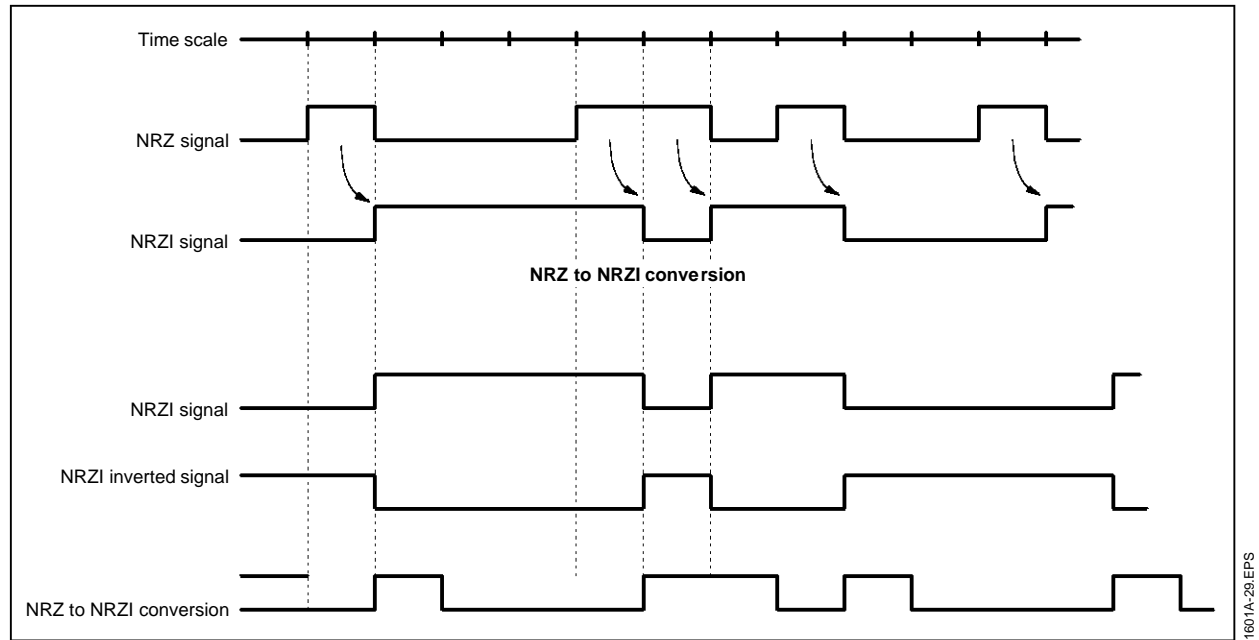 Time scale
NRZ signal
NRZI signal
NRZ to NRZI conversion
NRZI signal
NRZI inverted signal
NRZ to NRZI conversion
1601A-29.EPS